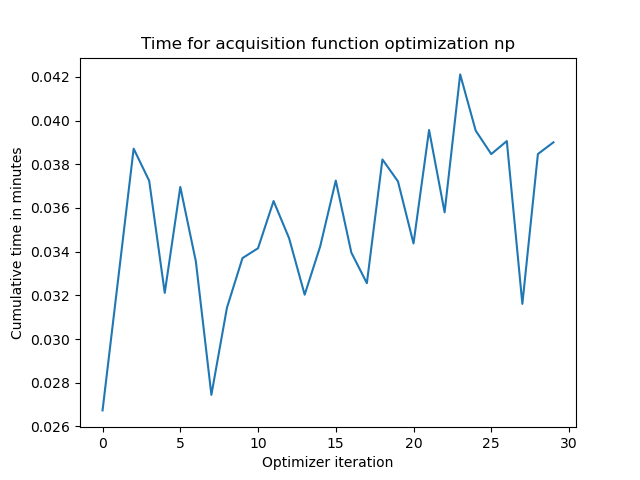 Time for acquisition function optimization np
Cumulative time in minutes
0.042
0.040
0.038
0.036
0.034
0.032
0.030
0.028
0.026
0 5 10 15 20 25 30
Optimizer iteration